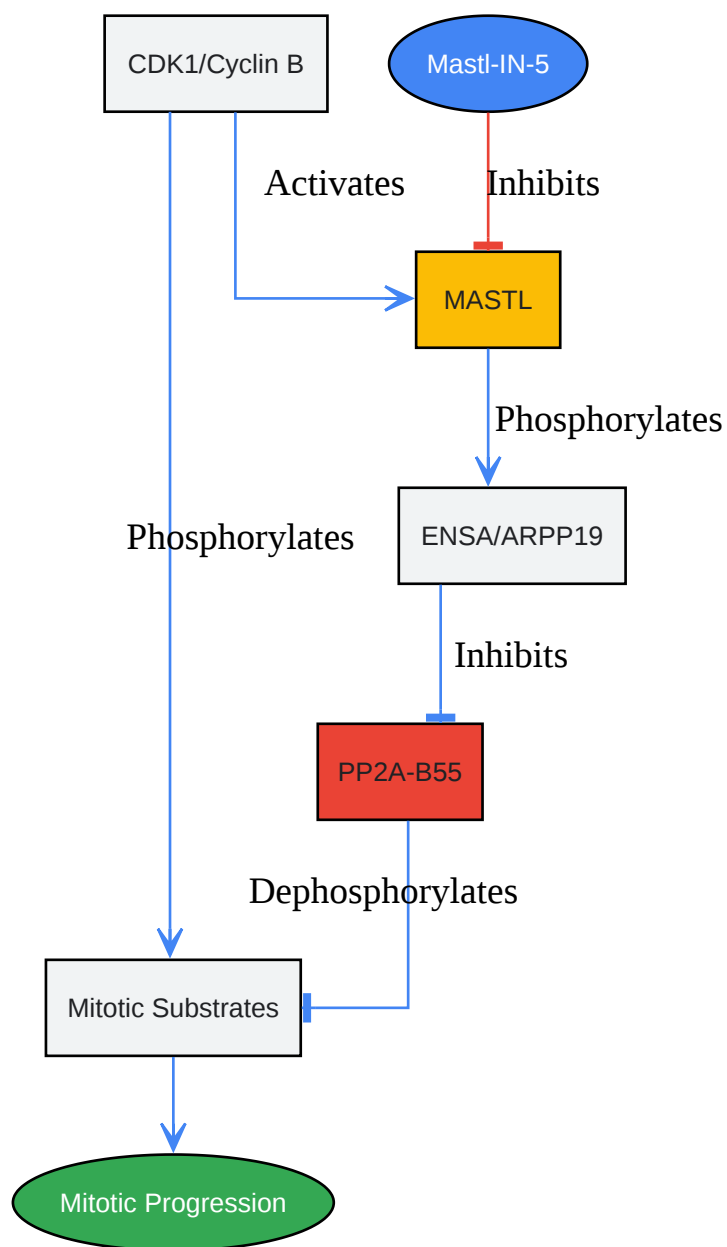 CDK1/Cyclin B
Mastl-IN-5
Activates
Inhibits
MASTL
Phosphorylates
ENSA/ARPP19
Phosphorylates
Inhibits
PP2A-B55
Dephosphorylates
Mitotic Substrates
Mitotic Progression